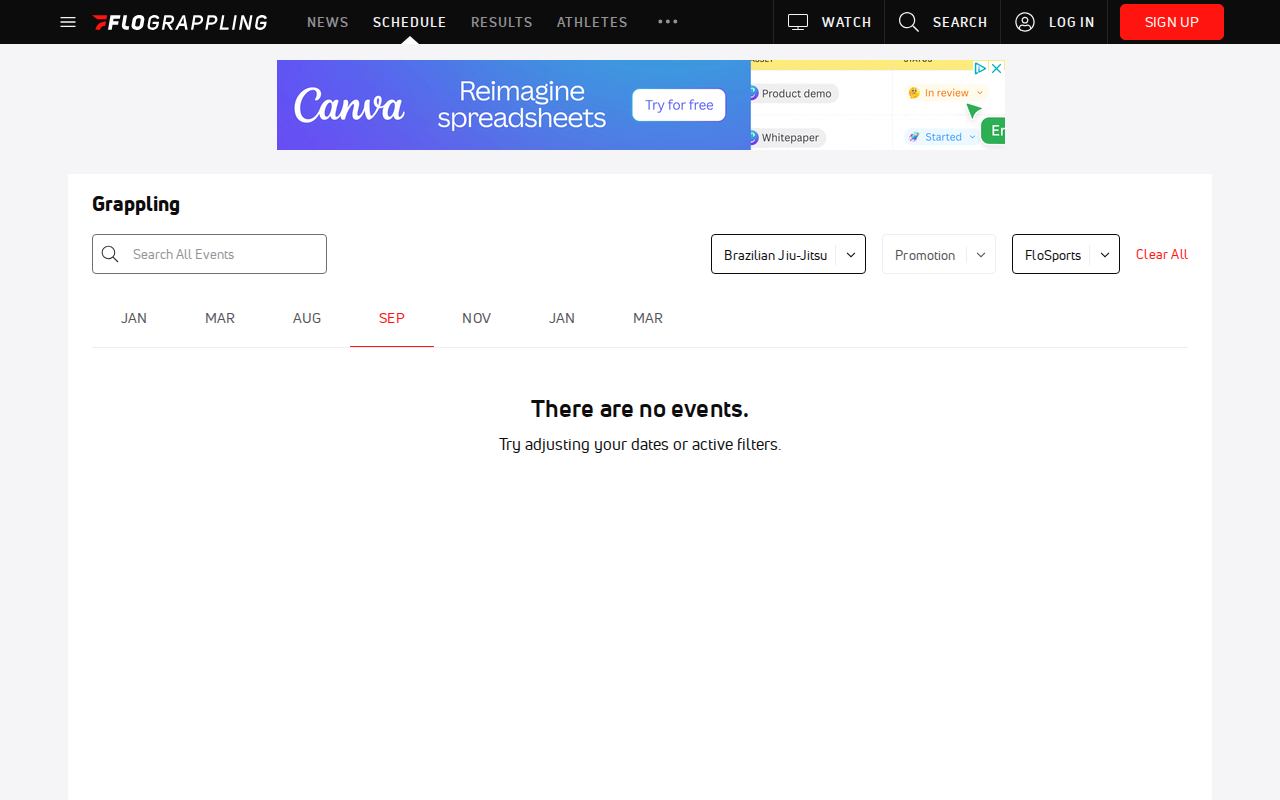 FLOGRAPPLING NEWS SCHEDULE RESULTS ATHLETES WATCH SEARCH LOG IN SIGN UP
Canva
Reimagine
spreadsheets
Try for free
STATUS
Product demo
In review
Whitepaper
Started
Er
Grappling
Search All Events
Brazilian Jiu-Jitsu
Promotion
FloSports
Clear All
JAN MAR AUG SEP NOV JAN MAR
There are no events.
Try adjusting your dates or active filters.